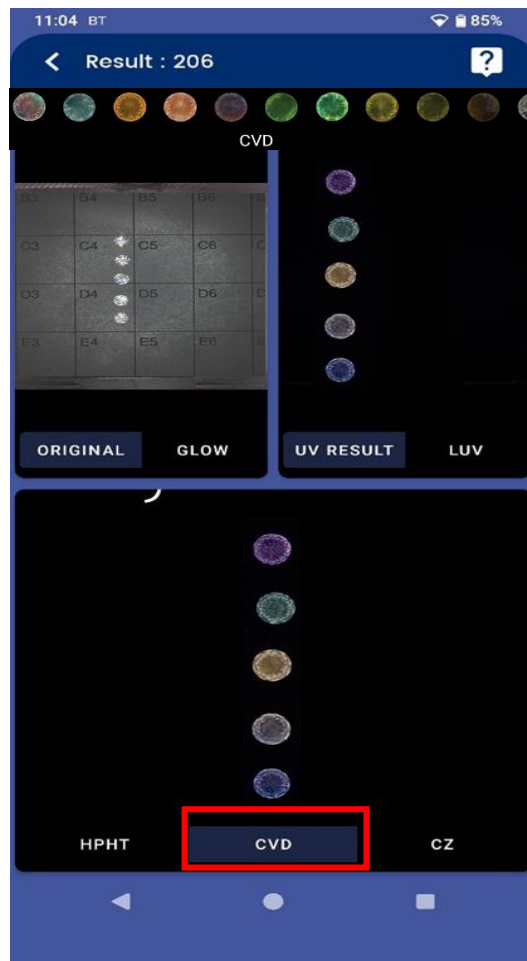 11:04 BT 85%
Result : 206 ?
CVD
B3 B4 B5 B6
C3 C4 C5 C6
D3 D4 D5 D6
E3 E4 E5 E6
ORIGINAL GLOW UV RESULT LUV
HPHT CVD CZ